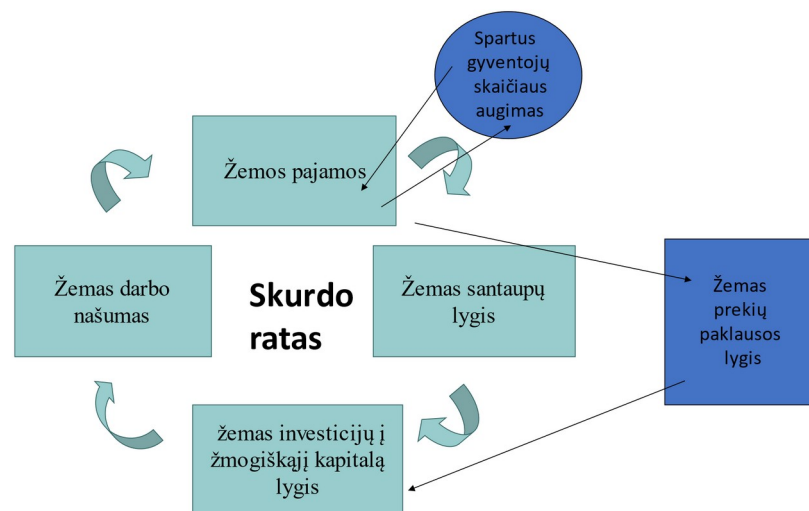 Spartus
gyventojų
skaičiaus
augimas
Žemos pajamos
Žemas darbo
našumas
Skurdo
ratas
Žemas santaupų
lygis
Žemas
prekių
paklausos
lygis
žemas investicijų į
žmogiškąjį kapitalą
lygis